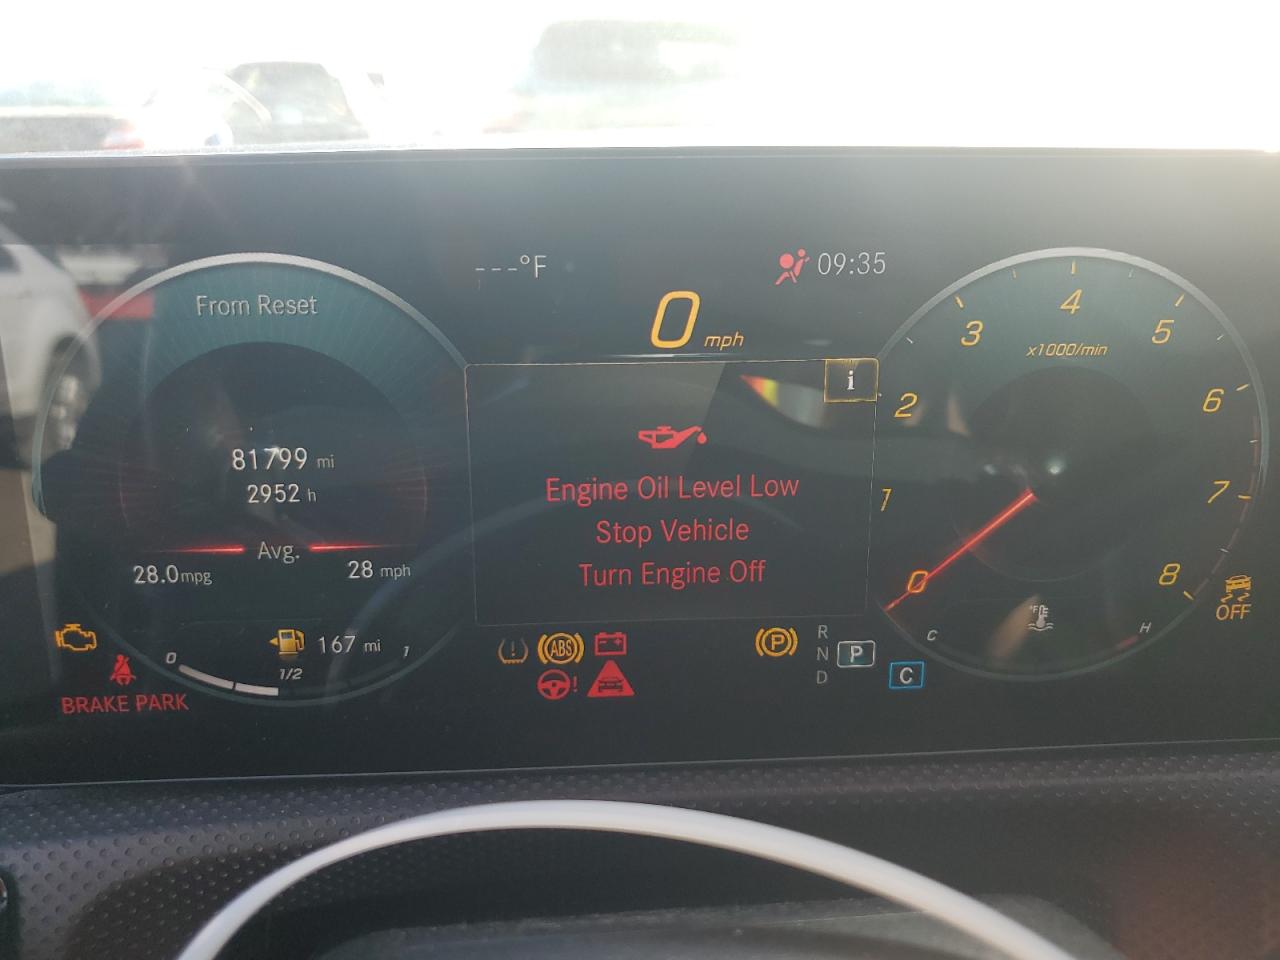 ---°F
09:35
From Reset
0 mph
i
81799 mi
2952 h
Avg.
28.0mpg
28 mph
Engine Oil Level Low
Stop Vehicle
Turn Engine Off
0
1
2
3
4
5
6
7
8
x1000/min
C
°F
H
OFF
0
1/2
1
167 mi
BRAKE PARK
ABS
!
P
R
N
D
P
C